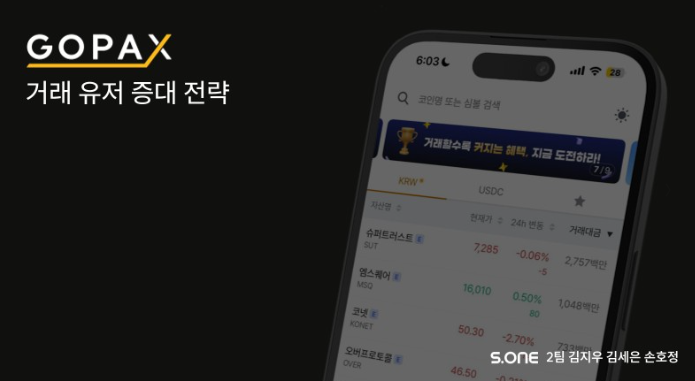 GOPAX
거래 유저 증대 전략
6:03
28
코인명 또는 심볼 검색
거래할수록 커지는 혜택, 지금 도전하라!
7/9
KRW
USDC
자산명
현재가
24h 변동
거래대금
슈퍼트러스트 E
SUT
7,285
-0.06%
-5
2,757백만
엠스퀘어 E
MSQ
16,010
0.50%
80
1,048백만
코넷 E
KONET
50.30
-2.70%
733백만
오버프로토콜 E
OVER
46.50
S.ONE 2팀 김지우 김세은 손호정